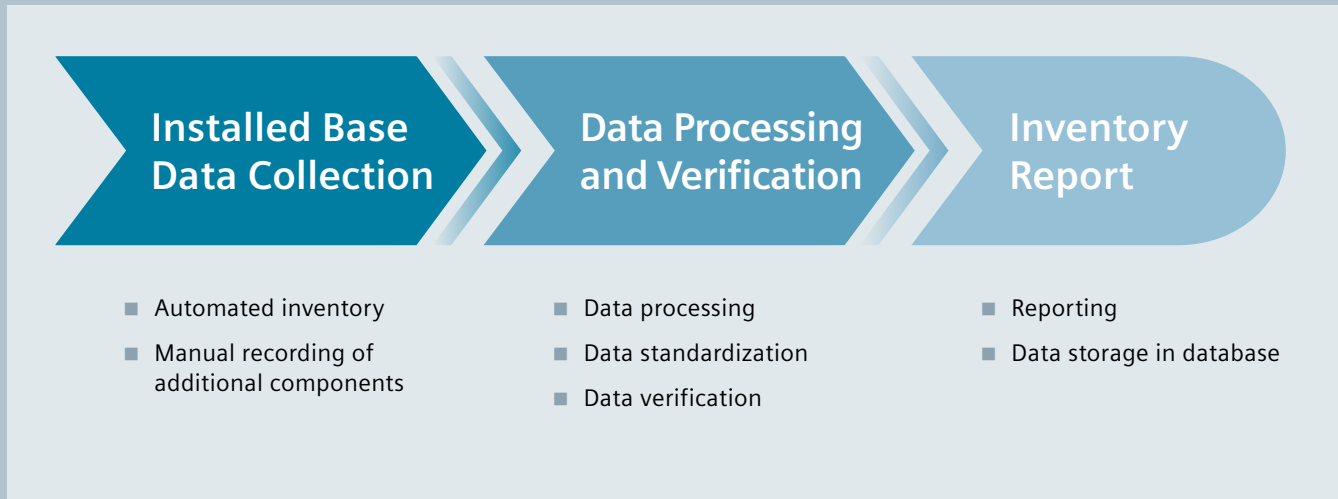 Installed Base
Data Collection
Data Processing
and Verification
Inventory
Report
Automated inventory
Manual recording of
additional components
Data processing
Data standardization
Data verification
Reporting
Data storage in database